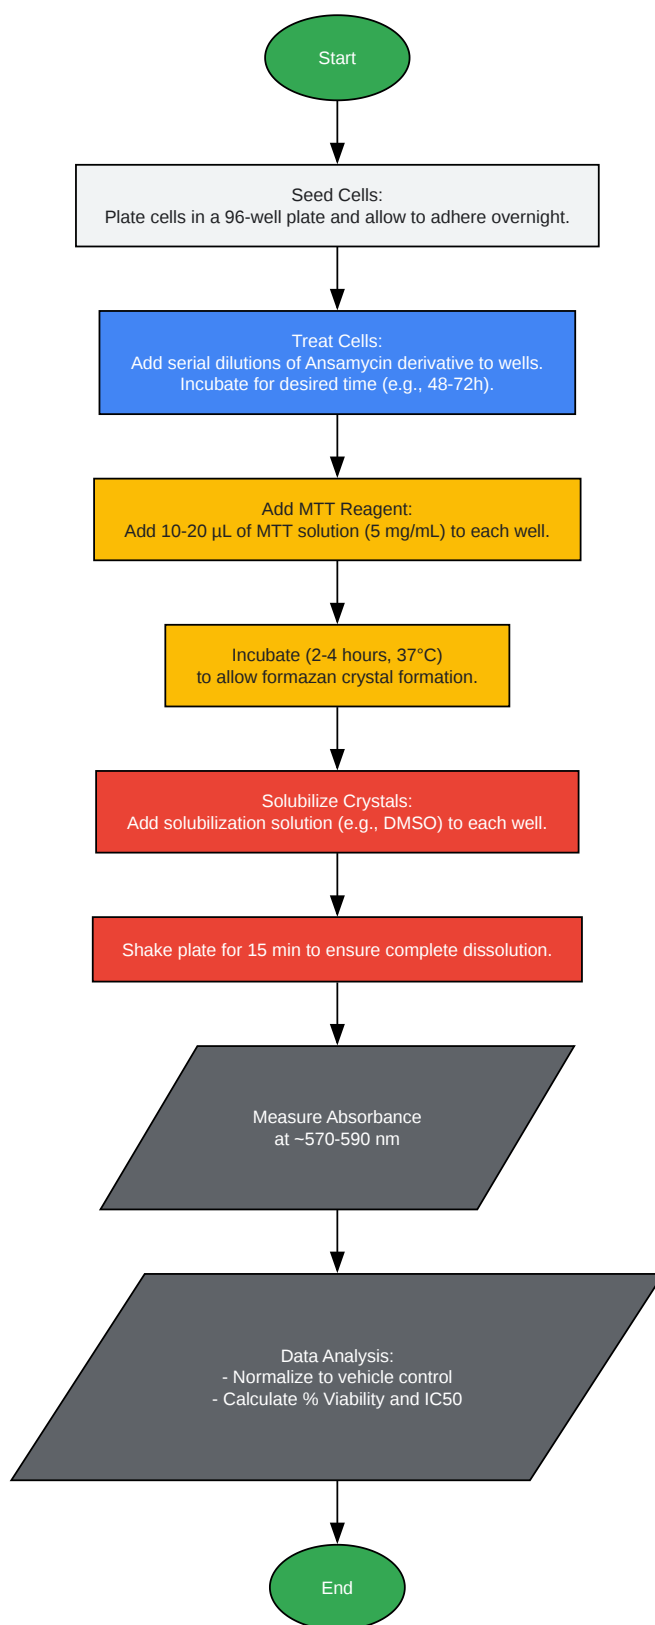 Start
Seed Cells:
Plate cells in a 96-well plate and allow to adhere overnight.
Treat Cells:
Add serial dilutions of Ansamycin derivative to wells.
Incubate for desired time (e.g., 48-72h).
Add MTT Reagent:
Add 10-20 µL of MTT solution (5 mg/mL) to each well.
Incubate (2-4 hours, 37°C)
to allow formazan crystal formation.
Solubilize Crystals:
Add solubilization solution (e.g., DMSO) to each well.
Shake plate for 15 min to ensure complete dissolution.
Measure Absorbance
at ~570-590 nm
Data Analysis:
- Normalize to vehicle control
- Calculate % Viability and IC50
End